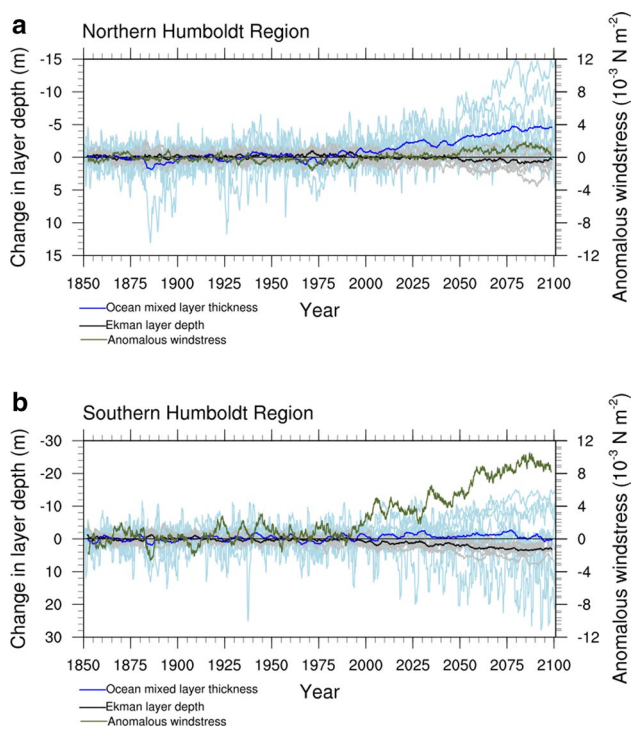 a
Northern Humboldt Region
Change in layer depth (m)
-15
-10
-5
0
5
10
15
12
8
4
0
-4
-8
-12
Anomalous windstress (10-3 N m-2)
1850 1875 1900 1925 1950 1975 2000 2025 2050 2075 2100
Year
Ocean mixed layer thickness
Ekman layer depth
Anomalous windstress
b
Southern Humboldt Region
Change in layer depth (m)
-30
-20
-10
0
10
20
30
12
8
4
0
-4
-8
-12
Anomalous windstress (10-3 N m-2)
1850 1875 1900 1925 1950 1975 2000 2025 2050 2075 2100
Year
Ocean mixed layer thickness
Ekman layer depth
Anomalous windstress